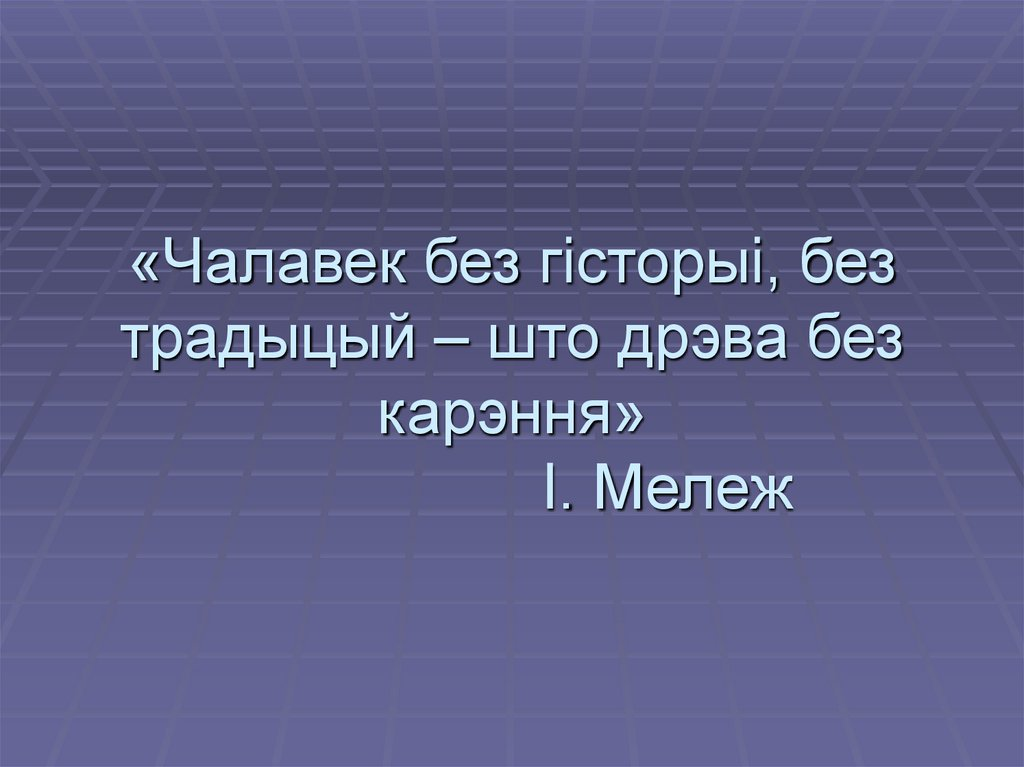 «Чалавек без гісторыі, без
традыцый – што дрэва без
карэння»
І. Мележ